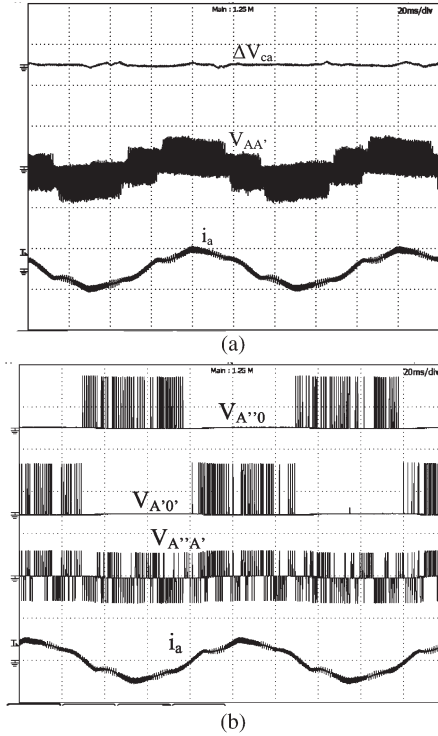 Main : 1.25 M 20ms/div
ΔVca
VAA'
ia
(a)
Main : 1.25 M 20ms/div
VA''0
VA'0'
VA''A'
ia
(b)